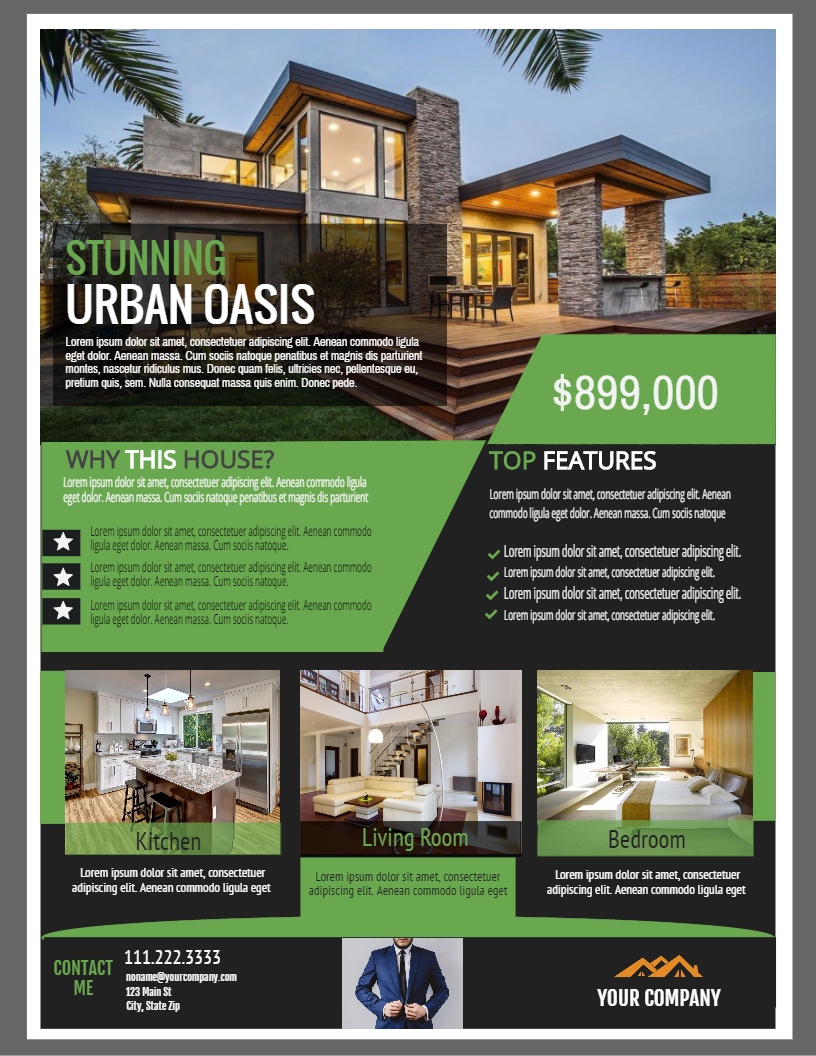 STUNNING
URBAN OASIS
Lorem ipsum dolor sit amet, consectetuer adipiscing elit. Aenean commodo ligula
eget dolor. Aenean massa. Cum sociis natoque penatibus et magnis dis parturient
montes, nascetur ridiculus mus. Donec quam felis, ultricies nec, pellentesque eu,
pretium quis, sem. Nulla consequat massa quis enim. Donec pede.
$899,000
WHY THIS HOUSE?
Lorem ipsum dolor sit amet, consectetuer adipiscing elit. Aenean commodo ligula
eget dolor. Aenean massa. Cum sociis natoque penatibus et magnis dis parturient
Lorem ipsum dolor sit amet, consectetuer adipiscing elit. Aenean commodo
ligula eget dolor. Aenean massa. Cum sociis natoque.
Lorem ipsum dolor sit amet, consectetuer adipiscing elit. Aenean commodo
ligula eget dolor. Aenean massa. Cum sociis natoque.
Lorem ipsum dolor sit amet, consectetuer adipiscing elit. Aenean commodo
ligula eget dolor. Aenean massa. Cum sociis natoque.
TOP FEATURES
Lorem ipsum dolor sit amet, consectetuer adipiscing elit. Aenean
commodo ligula eget dolor. Aenean massa. Cum sociis natoque
Lorem ipsum dolor sit amet, consectetuer adipiscing elit.
Lorem ipsum dolor sit amet, consectetuer adipiscing elit.
Lorem ipsum dolor sit amet, consectetuer adipiscing elit.
Lorem ipsum dolor sit amet, consectetuer adipiscing elit.
Kitchen
Lorem ipsum dolor sit amet, consectetuer
adipiscing elit. Aenean commodo ligula eget
Living Room
Lorem ipsum dolor sit amet, consectetuer
adipiscing elit. Aenean commodo ligula eget
Bedroom
Lorem ipsum dolor sit amet, consectetuer
adipiscing elit. Aenean commodo ligula eget
CONTACT
ME
111.222.3333
noname@yourcompany.com
123 Main St
City, State Zip
YOUR COMPANY